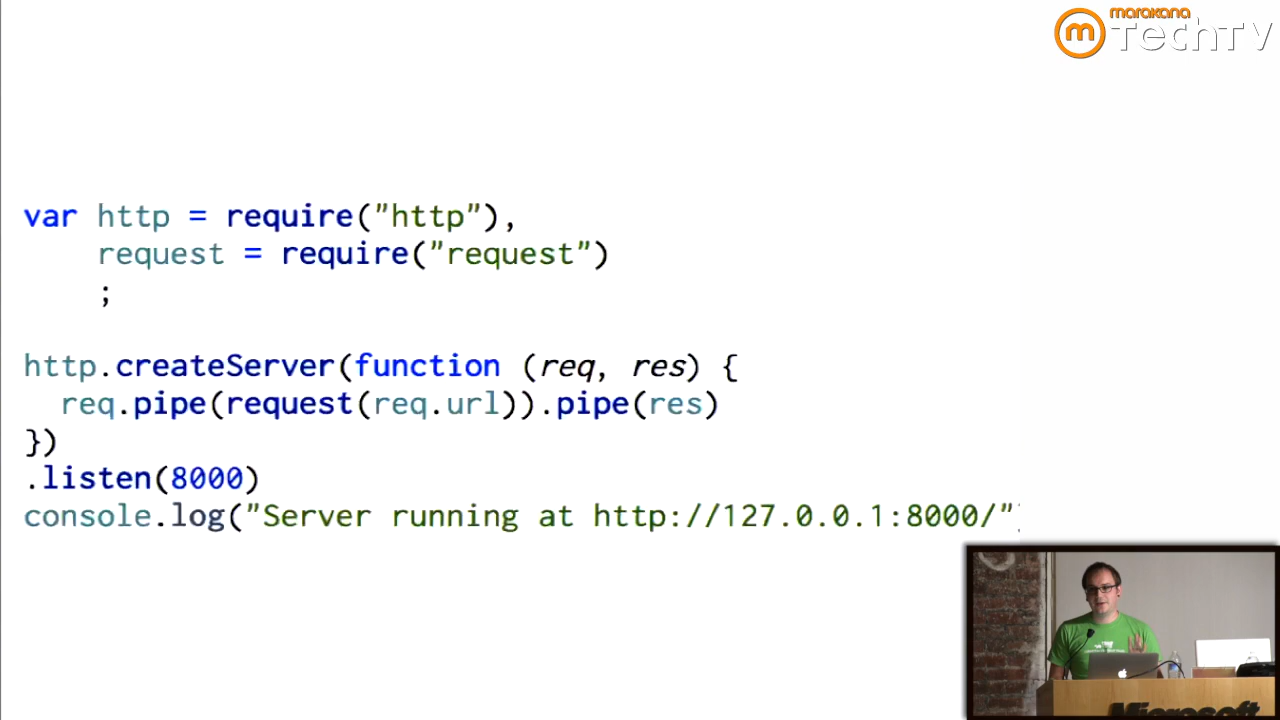 marakana
m TechTV
var http = require("http"),
    request = require("request")
    ;
http.createServer(function (req, res) {
  req.pipe(request(req.url)).pipe(res)
})
.listen(8000)
console.log("Server running at http://127.0.0.1:8000/")
Microsoft